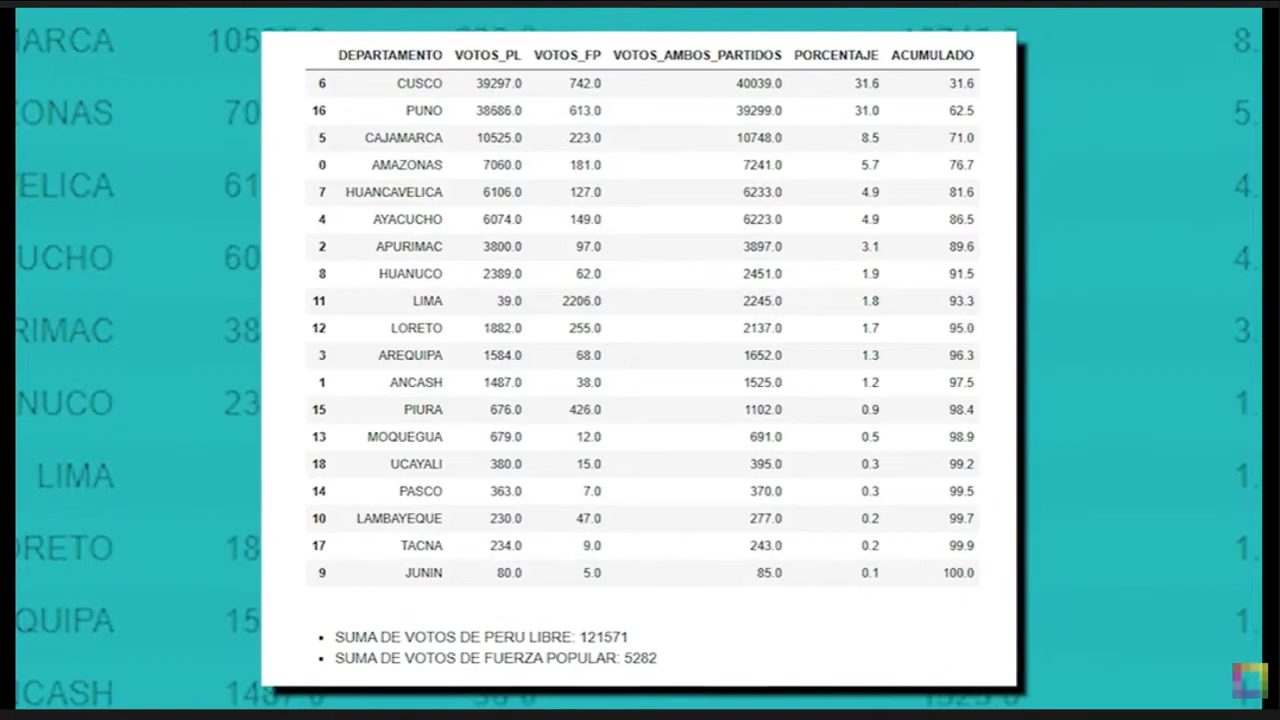 DEPARTAMENTO VOTOS_PL VOTOS_FP VOTOS_AMBOS_PARTIDOS PORCENTAJE ACUMULADO
6 CUSCO 39297.0 742.0 40039.0 31.6 31.6
16 PUNO 38686.0 613.0 39299.0 31.0 62.5
5 CAJAMARCA 10525.0 223.0 10748.0 8.5 71.0
0 AMAZONAS 7060.0 181.0 7241.0 5.7 76.7
7 HUANCAVELICA 6106.0 127.0 6233.0 4.9 81.6
4 AYACUCHO 6074.0 149.0 6223.0 4.9 86.5
2 APURIMAC 3800.0 97.0 3897.0 3.1 89.6
8 HUANUCO 2389.0 62.0 2451.0 1.9 91.5
11 LIMA 39.0 2206.0 2245.0 1.8 93.3
12 LORETO 1882.0 255.0 2137.0 1.7 95.0
3 AREQUIPA 1584.0 68.0 1652.0 1.3 96.3
1 ANCASH 1487.0 38.0 1525.0 1.2 97.5
15 PIURA 676.0 426.0 1102.0 0.9 98.4
13 MOQUEGUA 679.0 12.0 691.0 0.5 98.9
18 UCAYALI 380.0 15.0 395.0 0.3 99.2
14 PASCO 363.0 7.0 370.0 0.3 99.5
10 LAMBAYEQUE 230.0 47.0 277.0 0.2 99.7
17 TACNA 234.0 9.0 243.0 0.2 99.9
9 JUNIN 80.0 5.0 85.0 0.1 100.0
• SUMA DE VOTOS DE PERU LIBRE: 121571
• SUMA DE VOTOS DE FUERZA POPULAR: 5282